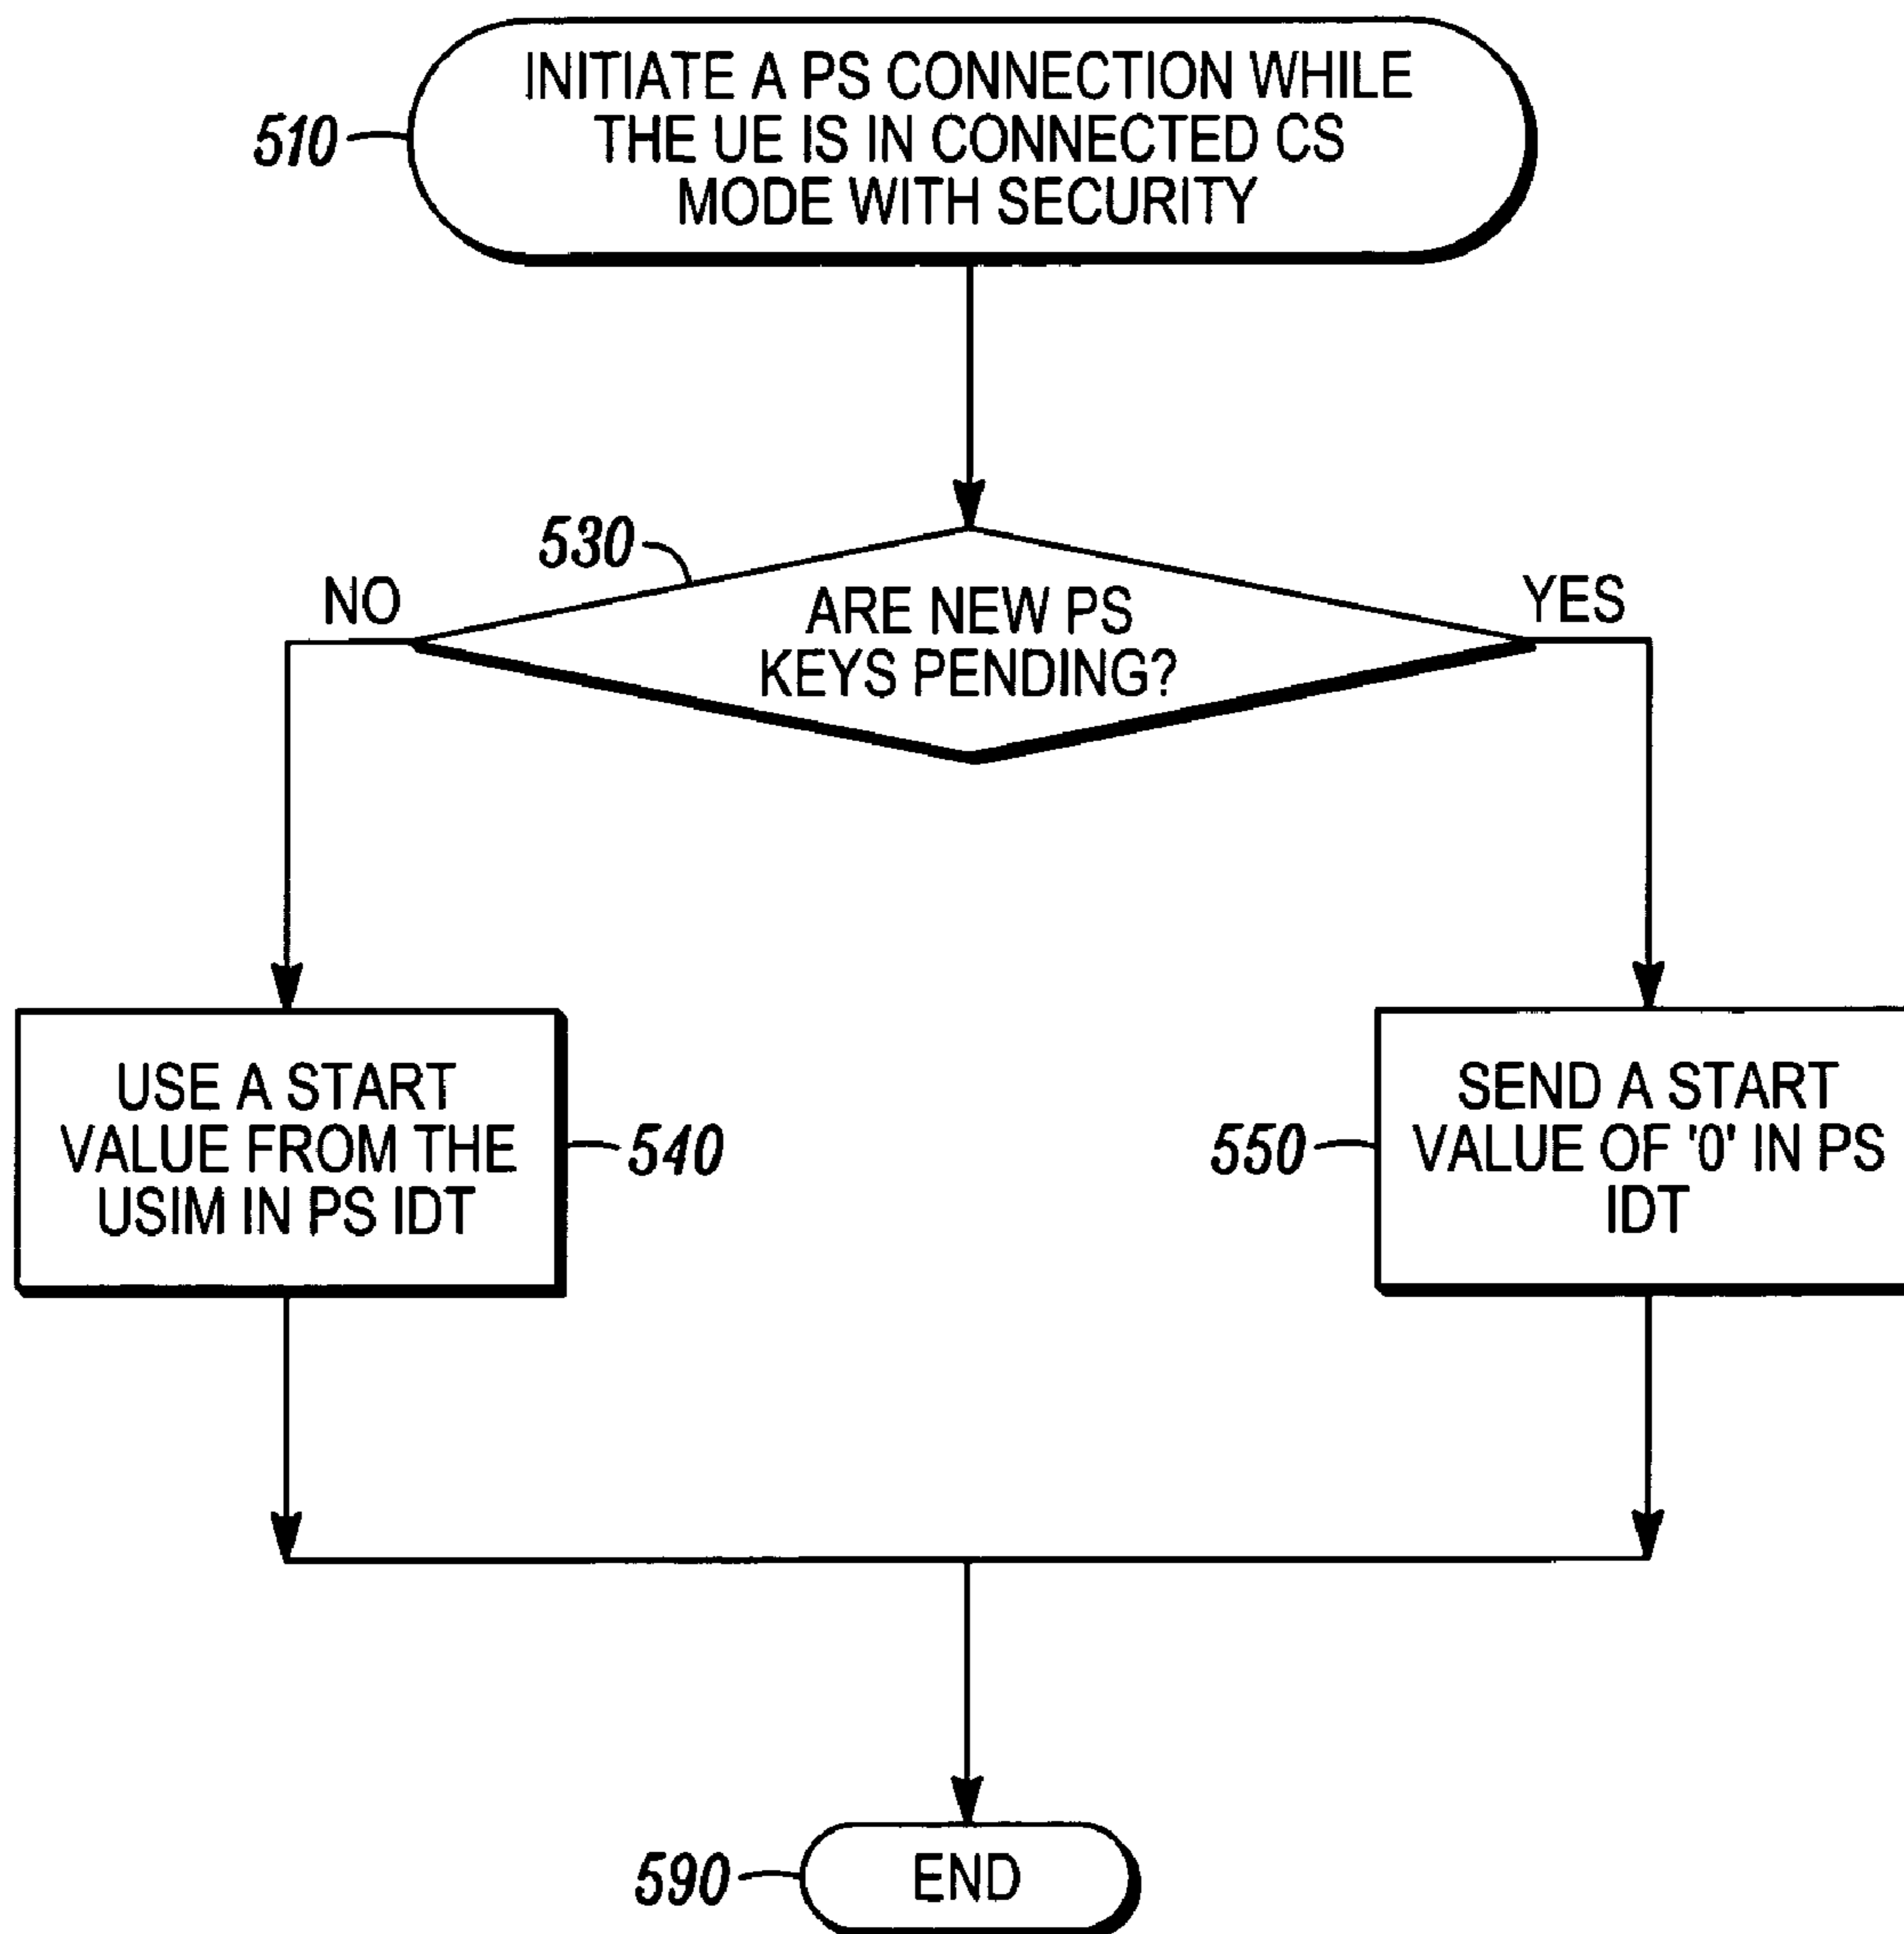 INITIATE A PS CONNECTION WHILE
THE UE IS IN CONNECTED CS
MODE WITH SECURITY
510
530
NO
YES
ARE NEW PS
KEYS PENDING?
USE A START
VALUE FROM THE
USIM IN PS IDT
540
550
SEND A START
VALUE OF '0' IN PS
IDT
590
END